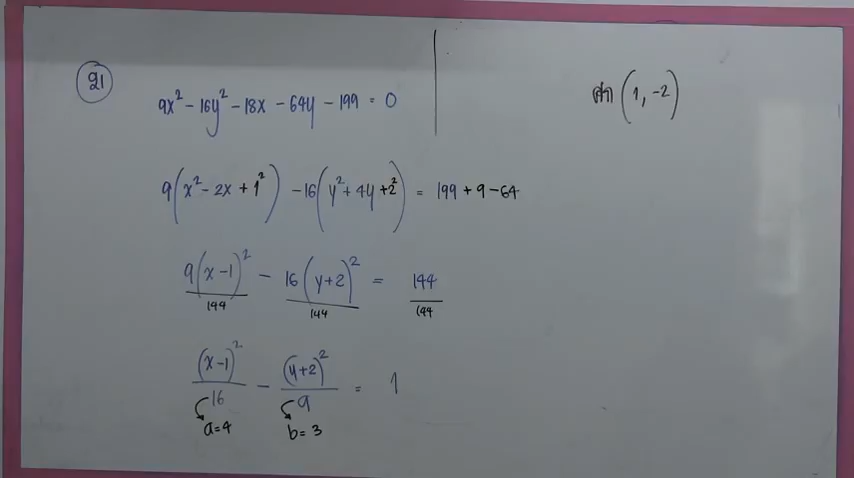 21
9x² - 16y² - 18x - 64y - 199 = 0
9(x² - 2x + 1²) - 16(y² + 4y + 2²) = 199 + 9 - 64
9(x - 1)²/144 - 16(y + 2)²/144 = 144/144
(x - 1)²/16 - (y + 2)²/9 = 1
a = 4 b = 3
(1, -2)